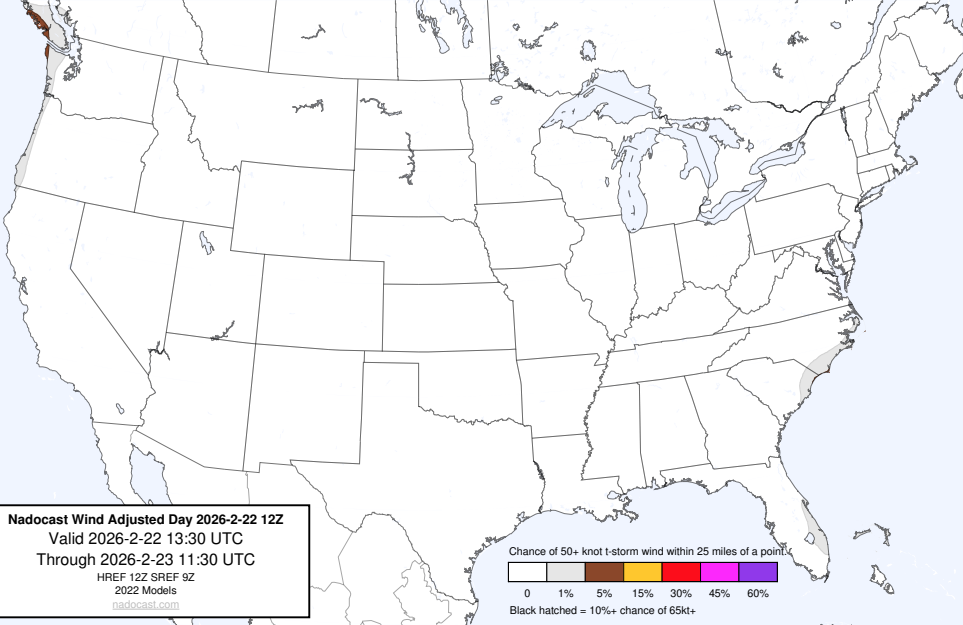 Nadocast Wind Adjusted Day 2026-2-22 12Z
Valid 2026-2-22 13:30 UTC
Through 2026-2-23 11:30 UTC
HREF 12Z SREF 9Z
2022 Models
nadocast.com
Chance of 50+ knot t-storm wind within 25 miles of a point.
0 1% 5% 15% 30% 45% 60%
Black hatched = 10%+ chance of 65kt+